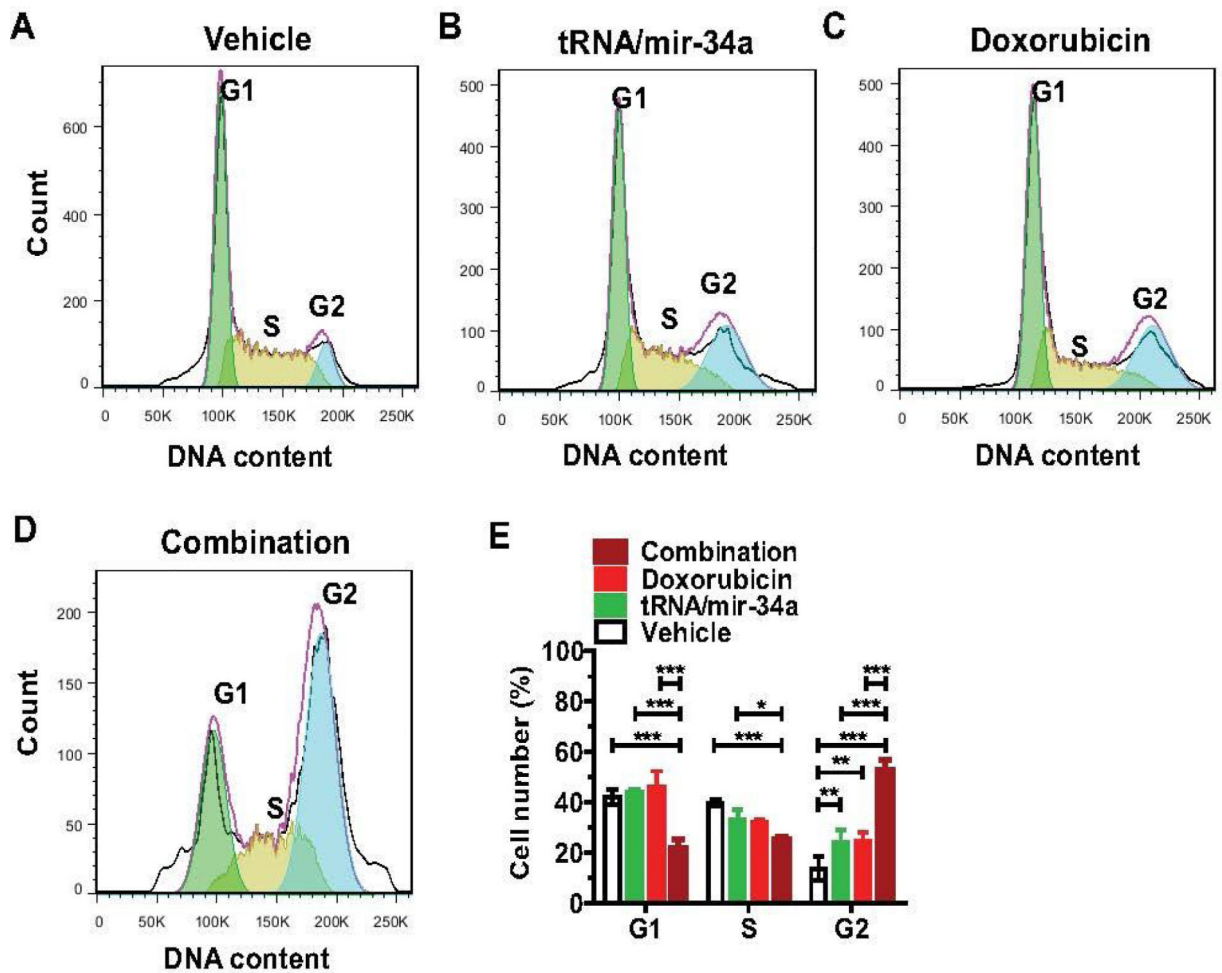 A
Vehicle
Count
600
400
200
0
G1
S
G2
0 50K 100K 150K 200K 250K
DNA content
B
tRNA/mir-34a
500
400
300
200
100
0
G1
S
G2
0 50K 100K 150K 200K 250K
DNA content
C
Doxorubicin
500
400
300
200
100
0
G1
S
G2
0 50K 100K 150K 200K 250K
DNA content
D
Combination
Count
200
150
100
50
0
G1
S
G2
0 50K 100K 150K 200K 250K
DNA content
E
Combination
Doxorubicin
tRNA/mir-34a
Vehicle
Cell number (%)
100
80
60
40
20
0
***
***
***
*
***
***
***
***
**
**
G1 S G2